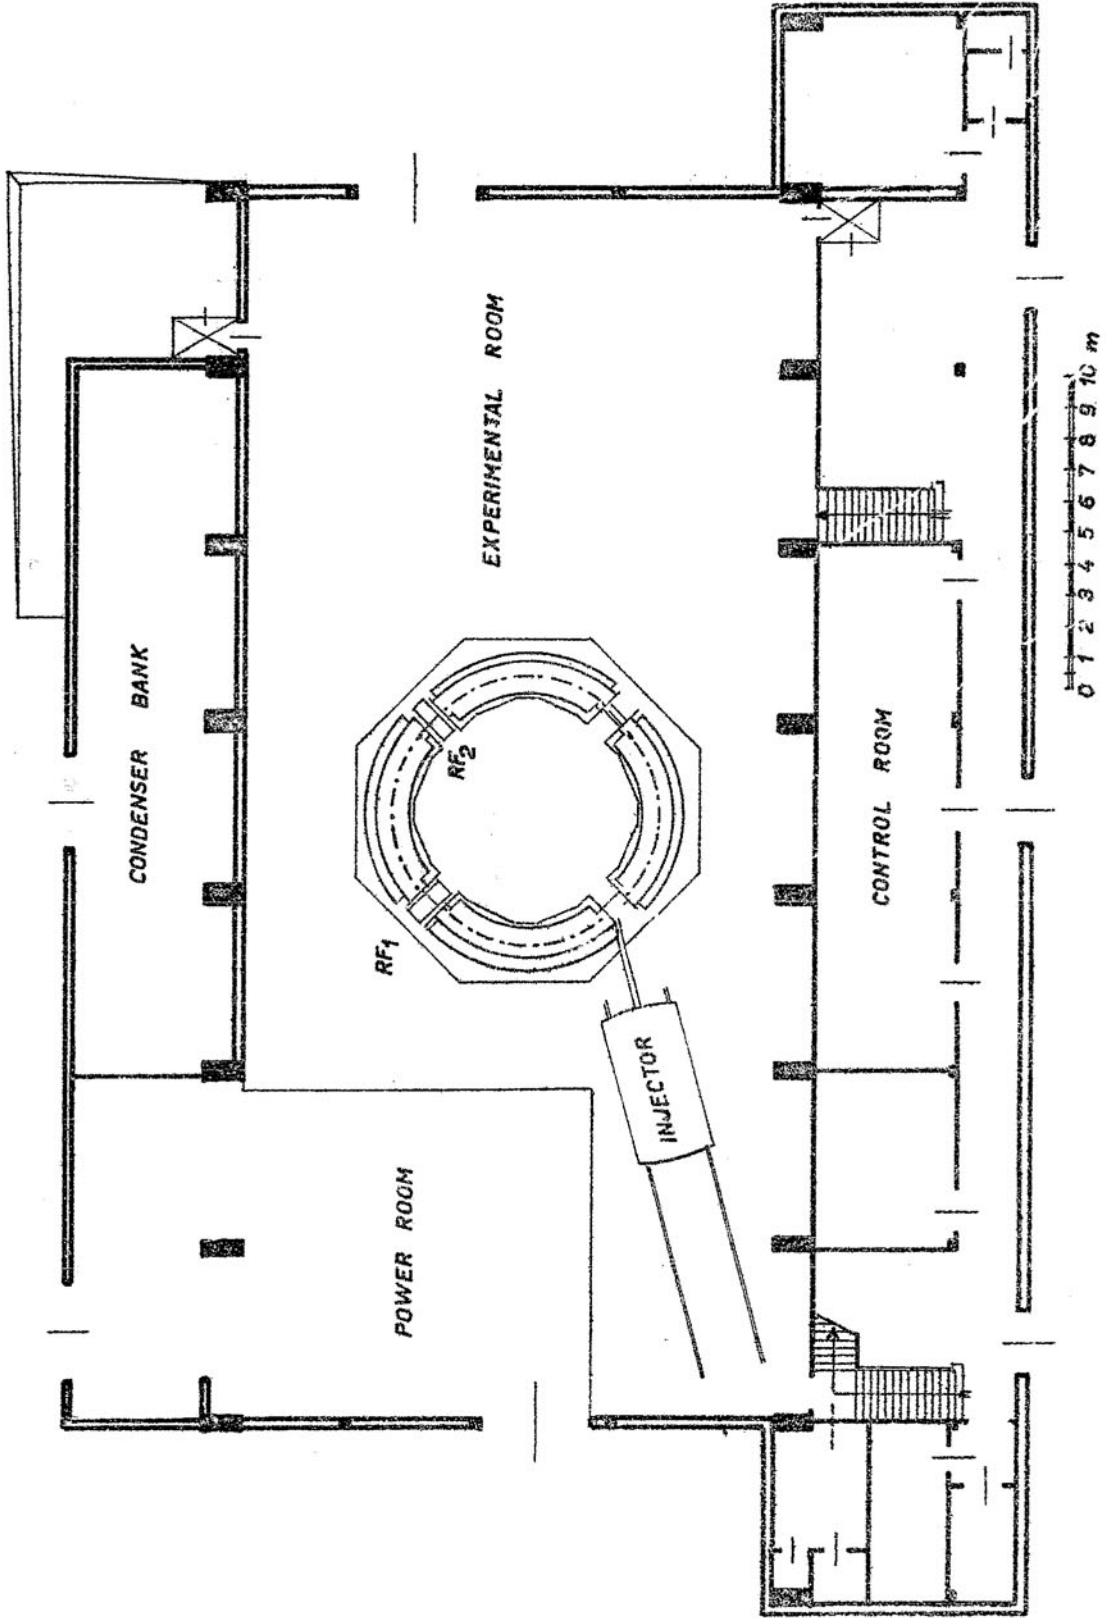 CONDENSER BANK
EXPERIMENTAL ROOM
RF2
RF1
POWER ROOM
INJECTOR
CONTROL ROOM
0 1 2 3 4 5 6 7 8 9 10 m